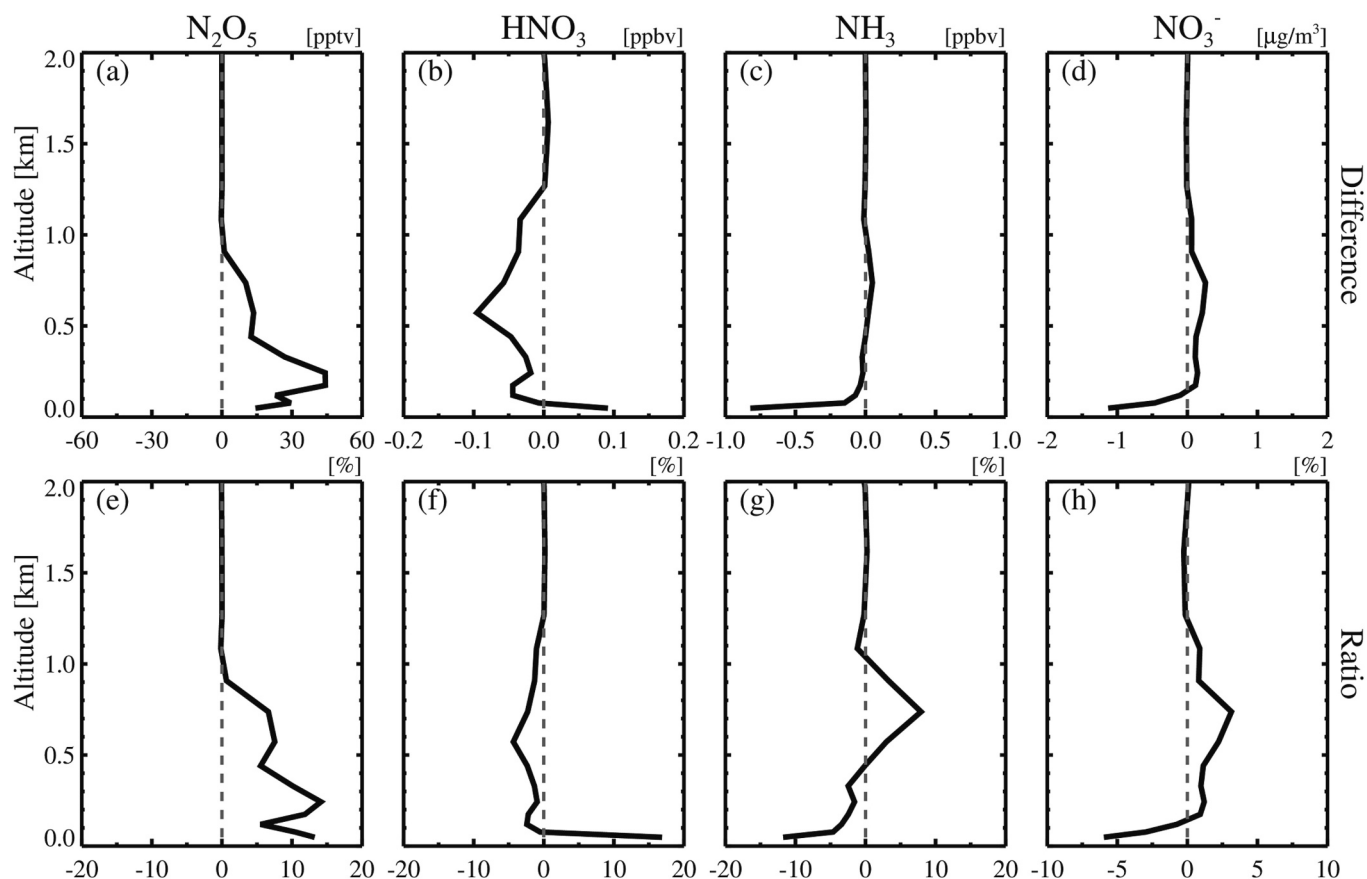 N₂O₅ [pptv] HNO₃ [ppbv] NH₃ [ppbv] NO₃⁻ [µg/m³]
(a) (b) (c) (d)
2.0
1.5
1.0
0.5
0.0
Altitude [km]
Difference
-60 -30 0 30 60 -0.2 -0.1 0.0 0.1 0.2 -1.0 -0.5 0.0 0.5 1.0 -2 -1 0 1 2
[%] [%] [%] [%]
(e) (f) (g) (h)
2.0
1.5
1.0
0.5
0.0
Altitude [km]
Ratio
-20 -10 0 10 20 -20 -10 0 10 20 -20 -10 0 10 20 -10 -5 0 5 10